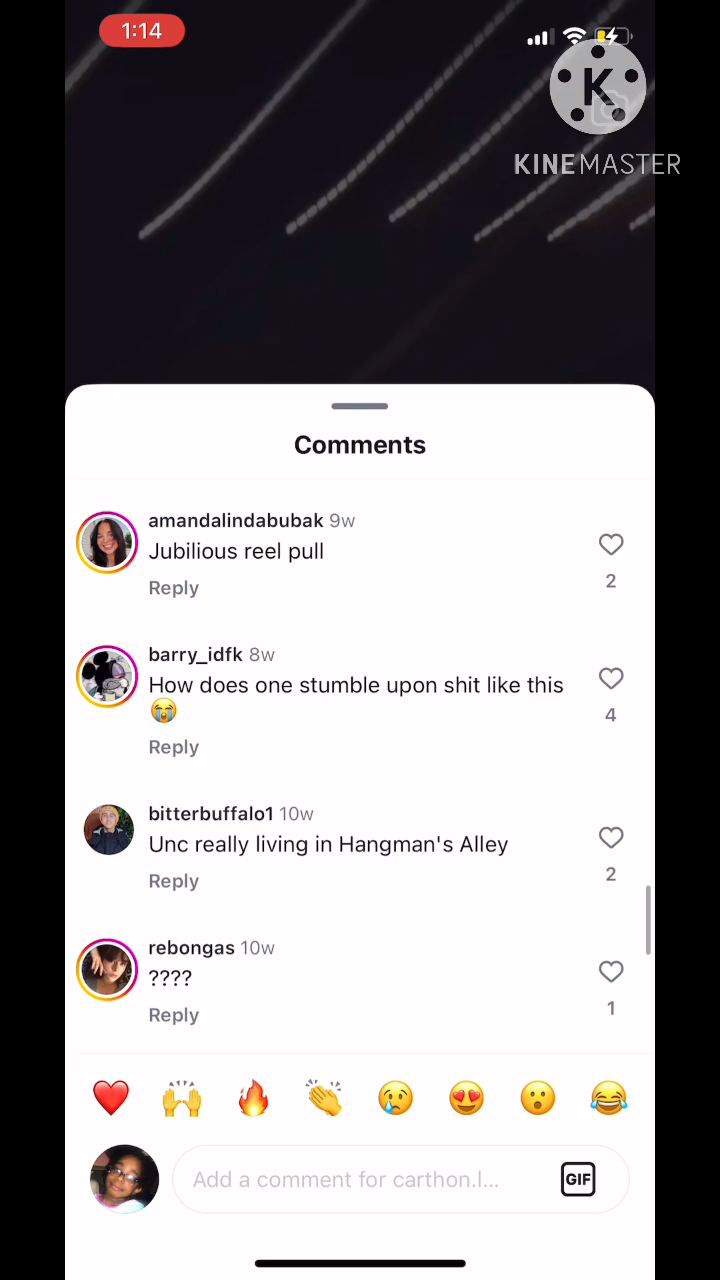 1:14
K
KINEMASTER
Comments
amandalindabubak 9w
Jubilious reel pull
Reply
2
barry_idfk 8w
How does one stumble upon shit like this
😭
4
Reply
bitterbuffalo1 10w
Unc really living in Hangman's Alley
2
Reply
rebongas 10w
????
1
Reply
Add a comment for carthon.l...
GIF